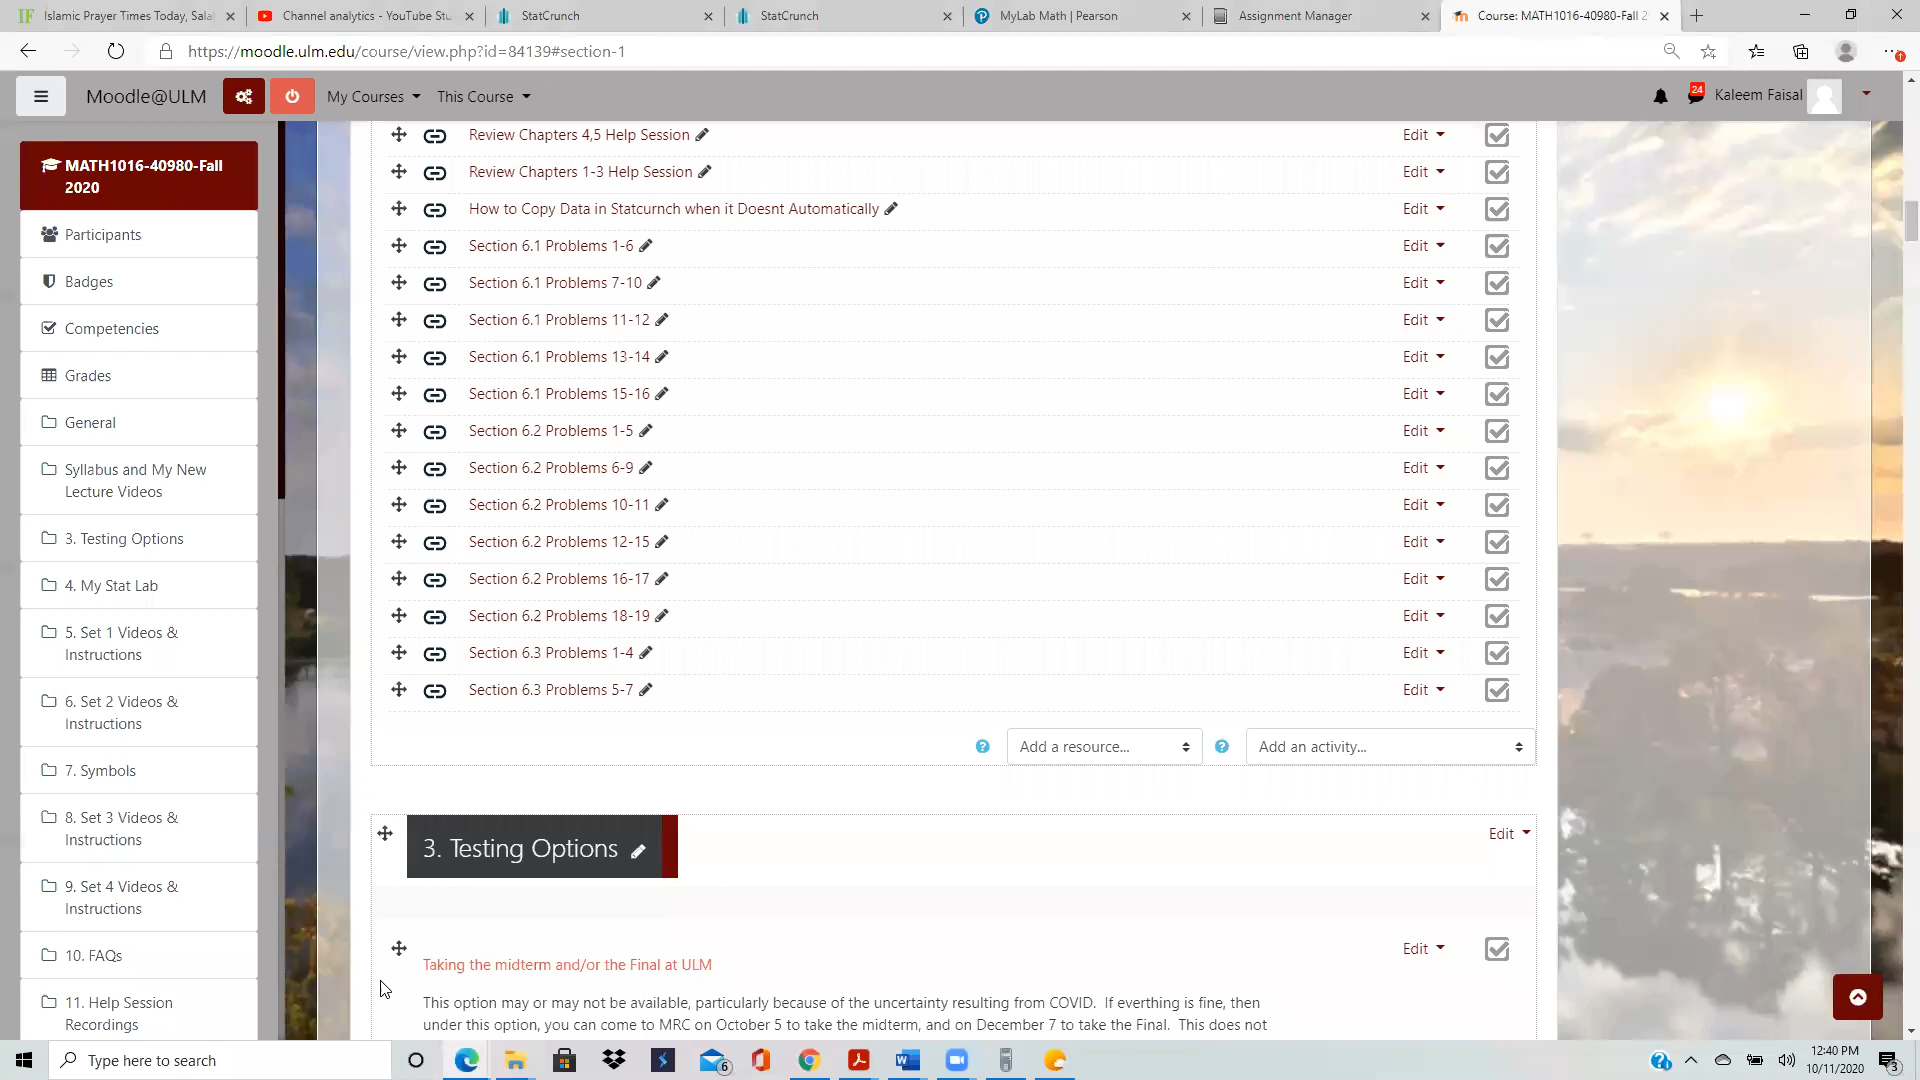 Islamic Prayer Times Today, Sala
Channel analytics - YouTube Stu
StatCrunch
StatCrunch
MyLab Math | Pearson
Assignment Manager
Course: MATH1016-40980-Fall 2
https://moodle.ulm.edu/course/view.php?id=84139#section-1
Moodle@ULM
My Courses
This Course
24
Kaleem Faisal
MATH1016-40980-Fall
2020
Participants
Badges
Competencies
Grades
General
Syllabus and My New
Lecture Videos
3. Testing Options
4. My Stat Lab
5. Set 1 Videos &
Instructions
6. Set 2 Videos &
Instructions
7. Symbols
8. Set 3 Videos &
Instructions
9. Set 4 Videos &
Instructions
10. FAQs
11. Help Session
Recordings
Review Chapters 4,5 Help Session Edit
Review Chapters 1-3 Help Session Edit
How to Copy Data in Statcurnch when it Doesnt Automatically Edit
Section 6.1 Problems 1-6 Edit
Section 6.1 Problems 7-10 Edit
Section 6.1 Problems 11-12 Edit
Section 6.1 Problems 13-14 Edit
Section 6.1 Problems 15-16 Edit
Section 6.2 Problems 1-5 Edit
Section 6.2 Problems 6-9 Edit
Section 6.2 Problems 10-11 Edit
Section 6.2 Problems 12-15 Edit
Section 6.2 Problems 16-17 Edit
Section 6.2 Problems 18-19 Edit
Section 6.3 Problems 1-4 Edit
Section 6.3 Problems 5-7 Edit
Add a resource... Add an activity...
3. Testing Options Edit
Edit
Taking the midterm and/or the Final at ULM
This option may or may not be available, particularly because of the uncertainty resulting from COVID. If everthing is fine, then
under this option, you can come to MRC on October 5 to take the midterm, and on December 7 to take the Final. This does not
Type here to search
6
12:40 PM
10/11/2020
3